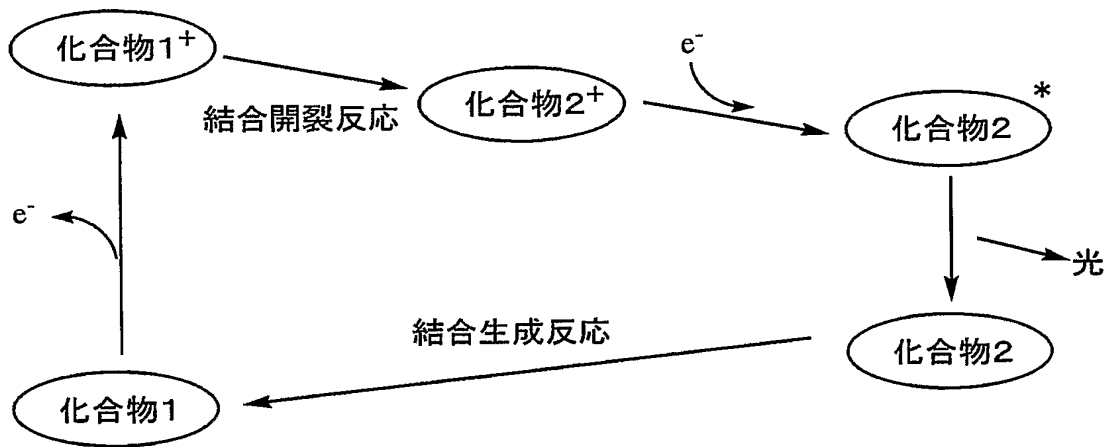 化合物1+
結合開裂反応
化合物2+
e-
化合物2*
光
化合物2
結合生成反応
化合物1
e-